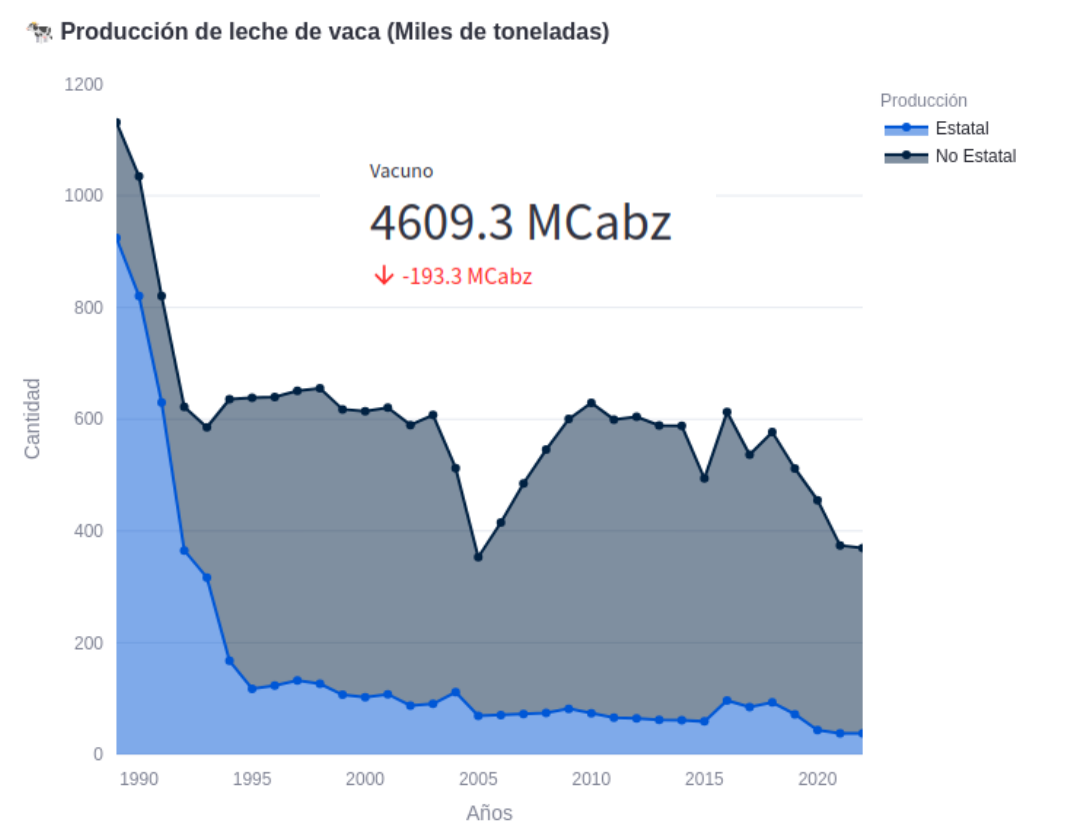 Producción de leche de vaca (Miles de toneladas)
1200
1000
800
600
400
200
0
Cantidad
Vacuno
4609.3 MCabz
↓ -193.3 MCabz
Producción
Estatal
No Estatal
1990 1995 2000 2005 2010 2015 2020
Años